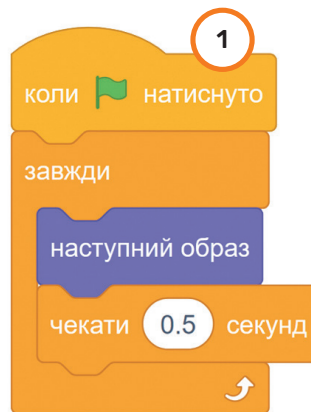 1
коли натиснуто
завжди
наступний образ
чекати 0.5 секунд